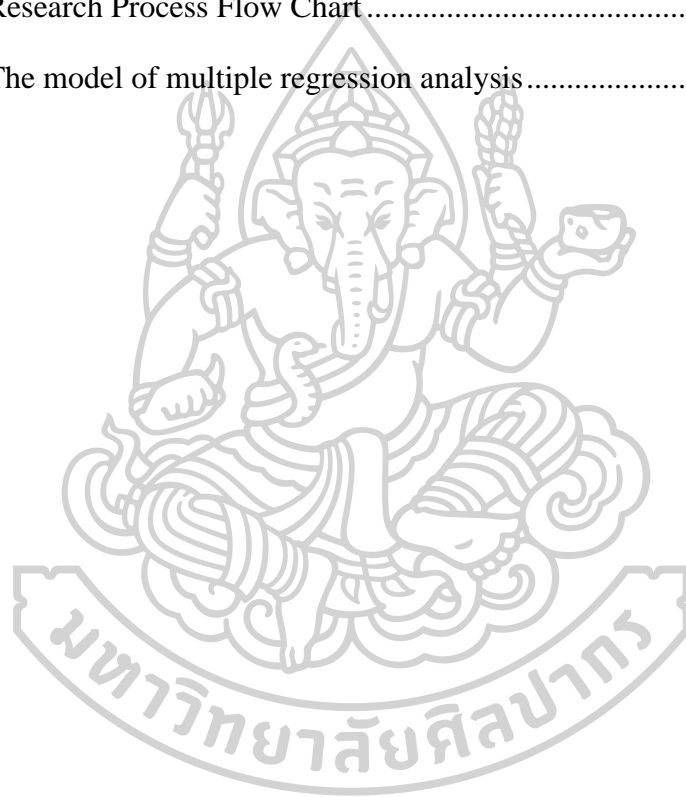 Research Process Flow Chart........................................
The model of multiple regression analysis....................
มหาวิทยาลัยศิลปากร